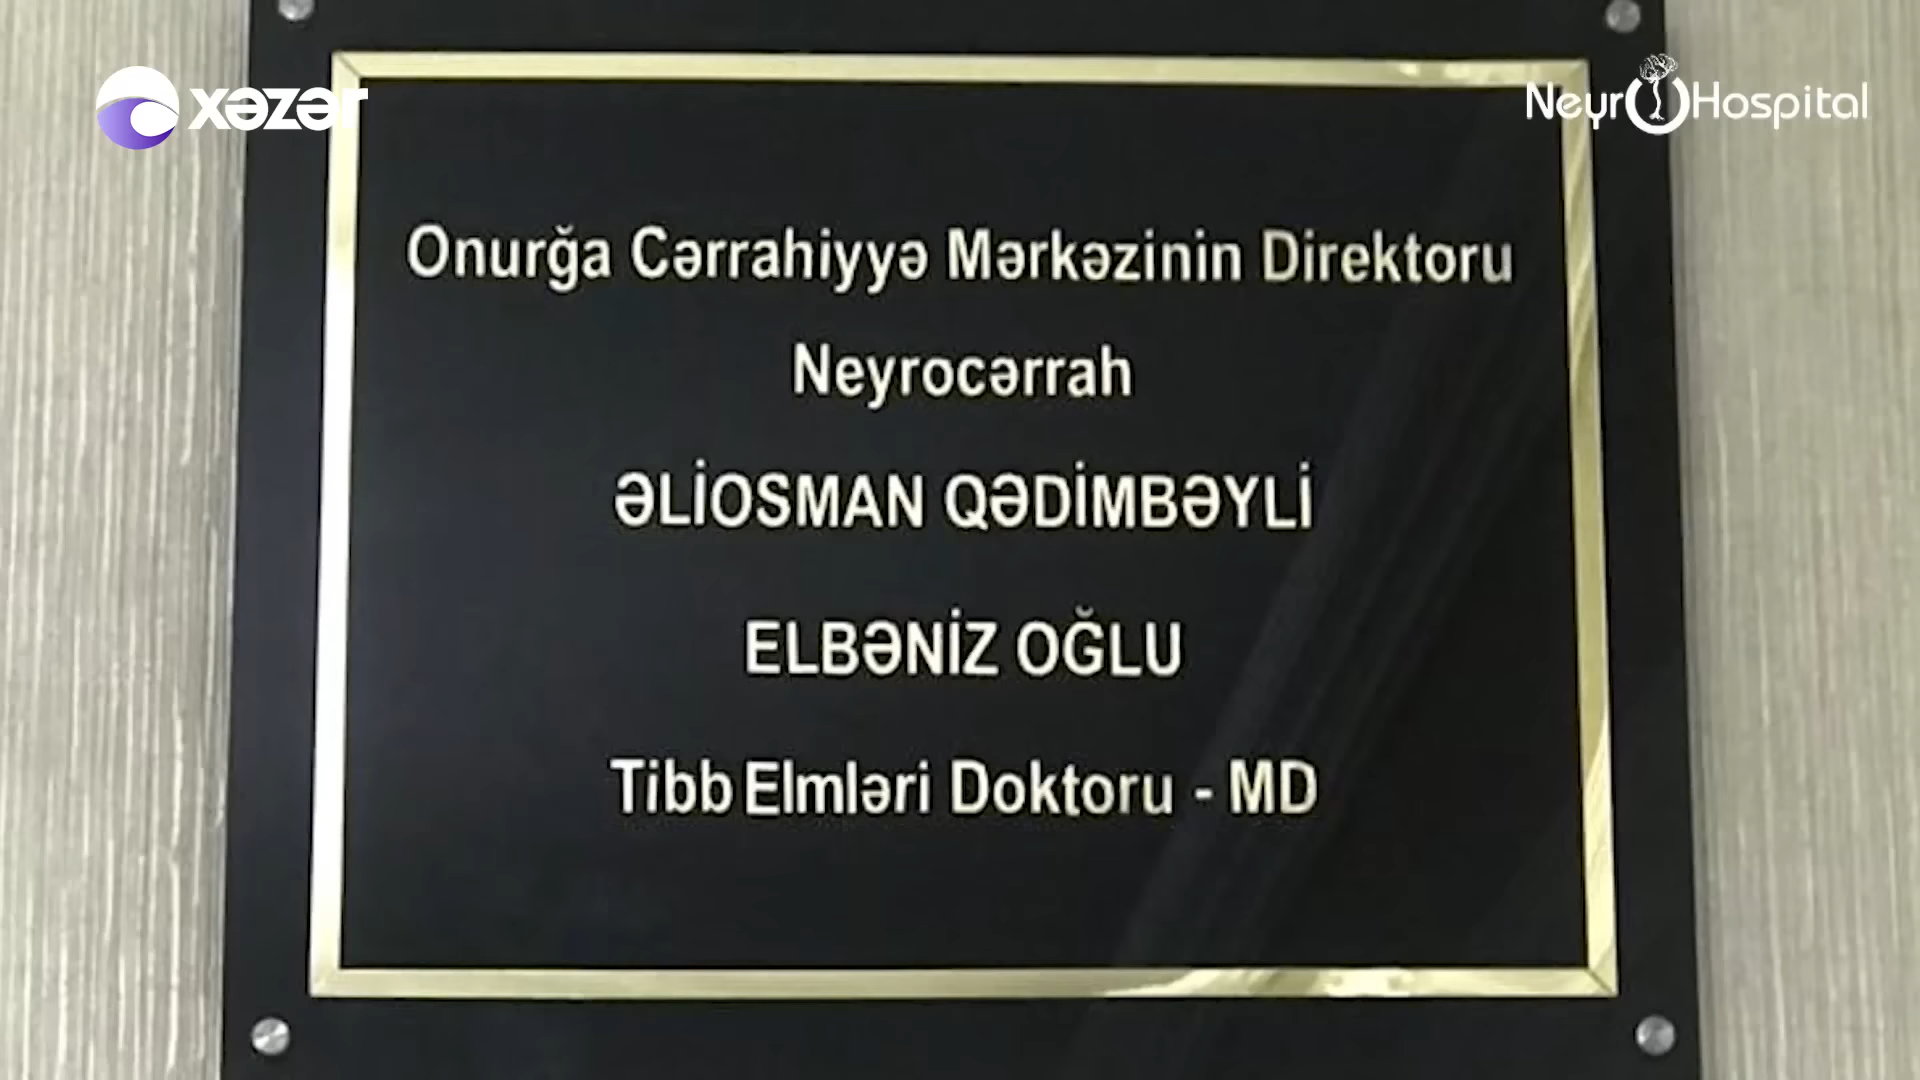 xəzər
NeyroHospital
Onurğa Cərrahiyyə Mərkəzinin Direktoru
Neyrocərrah
ƏLİOSMAN QƏDİMBƏYLİ
ELBƏNİZ OĞLU
Tibb Elmləri Doktoru - MD